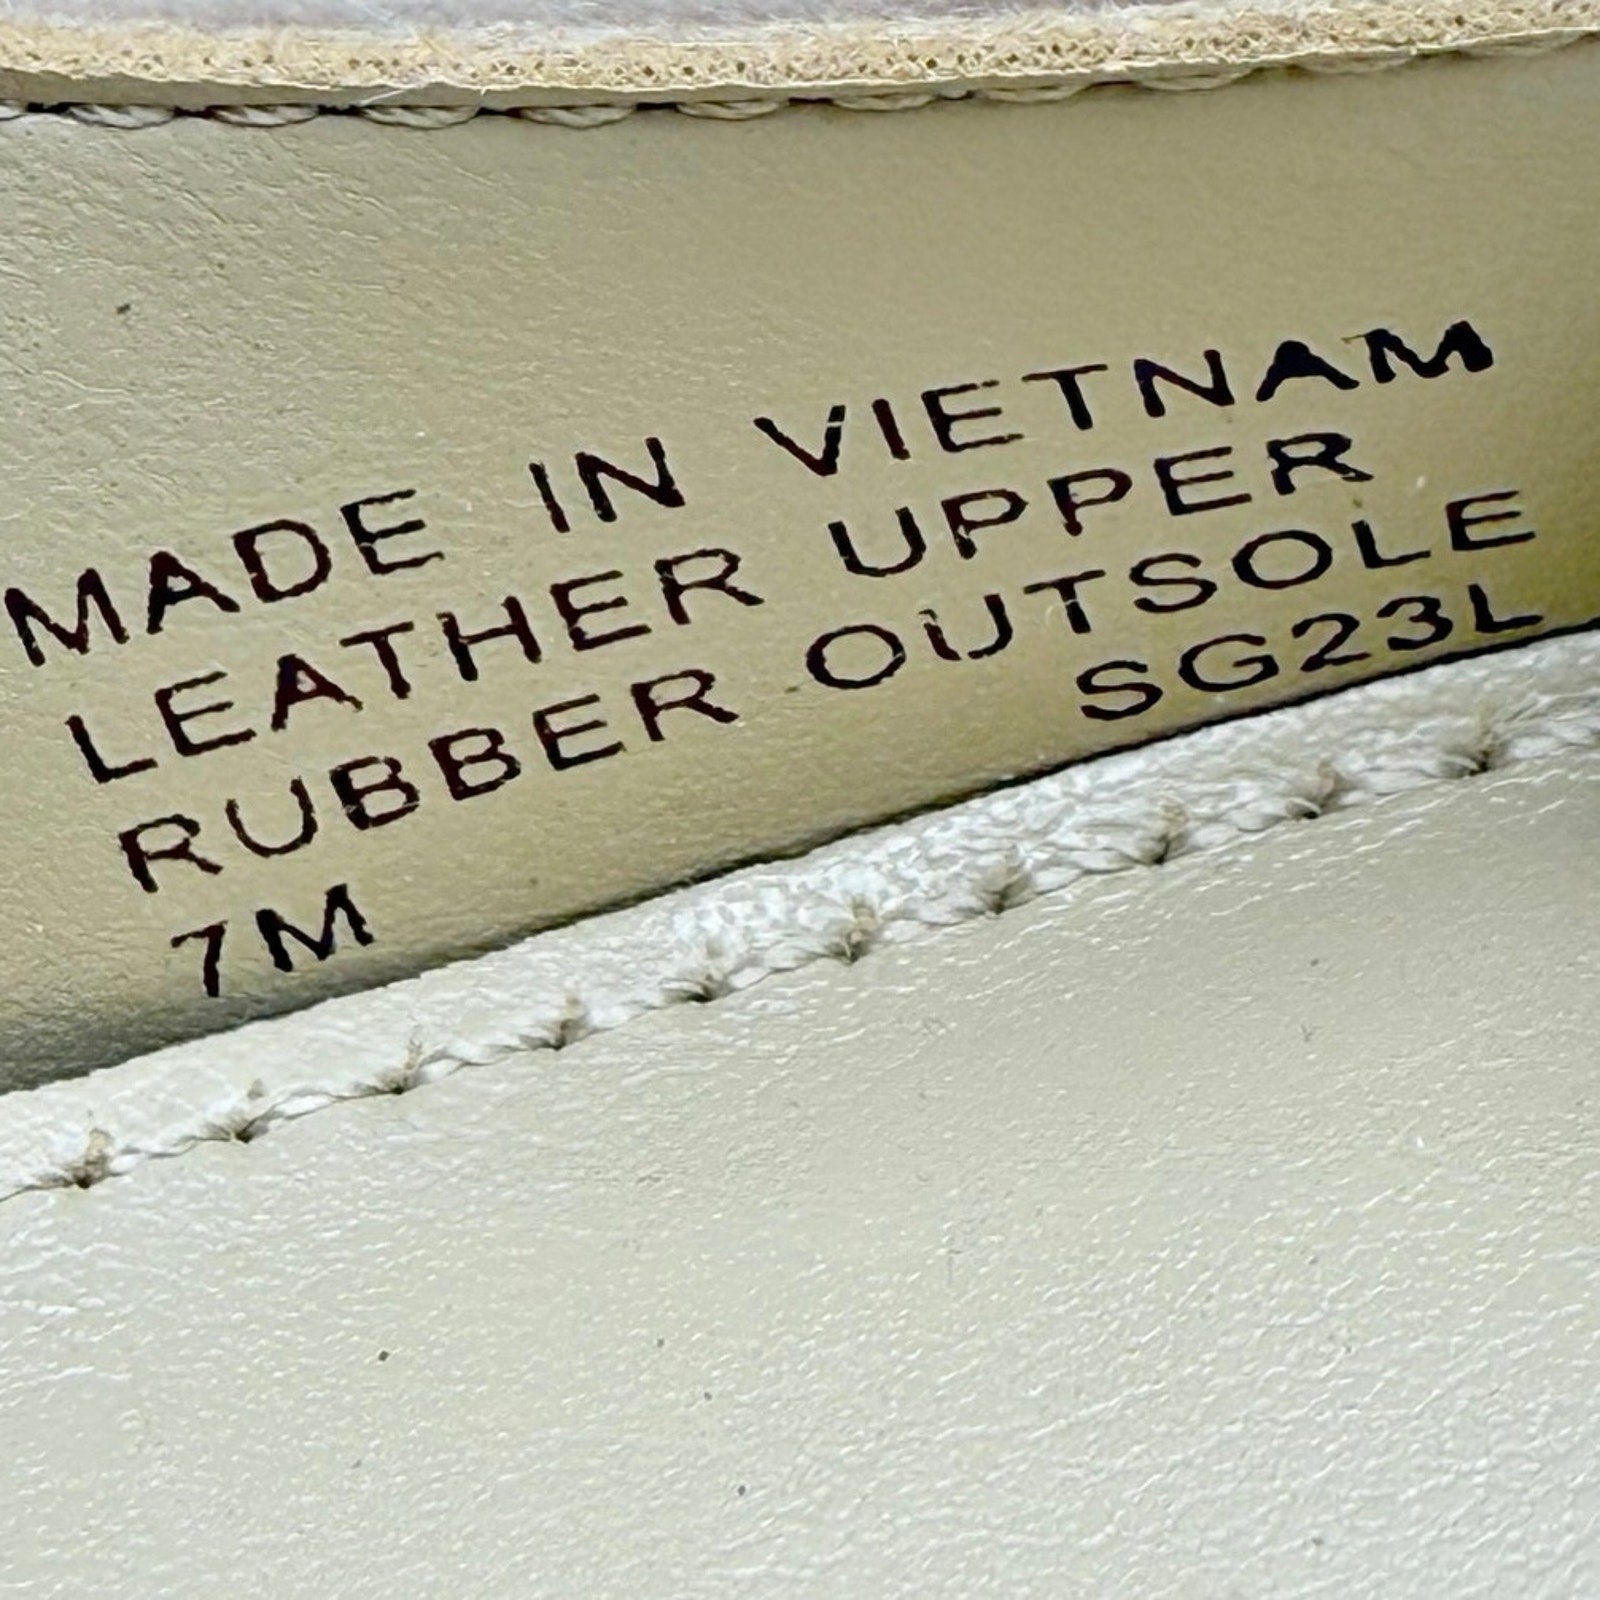 MADE IN VIETNAM
LEATHER UPPER
RUBBER OUTSOLE
SG23L
7M